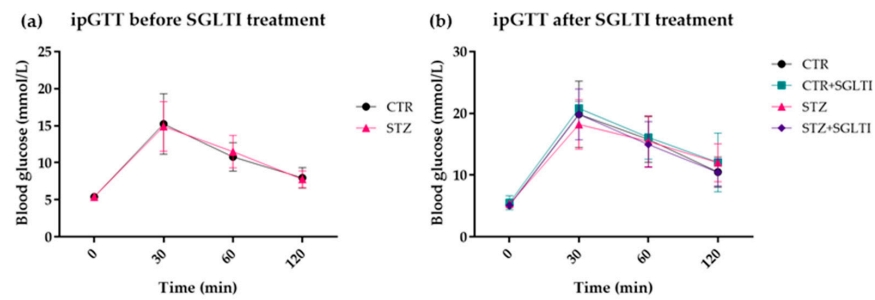 (a) ipGTT before SGLTI treatment
Blood glucose (mmol/L)
25
20
15
10
5
0
0 30 60 120
Time (min)
CTR
STZ
(b) ipGTT after SGLTI treatment
Blood glucose (mmol/L)
30
20
10
0
0 30 60 120
Time (min)
CTR
CTR+SGLTI
STZ
STZ+SGLTI